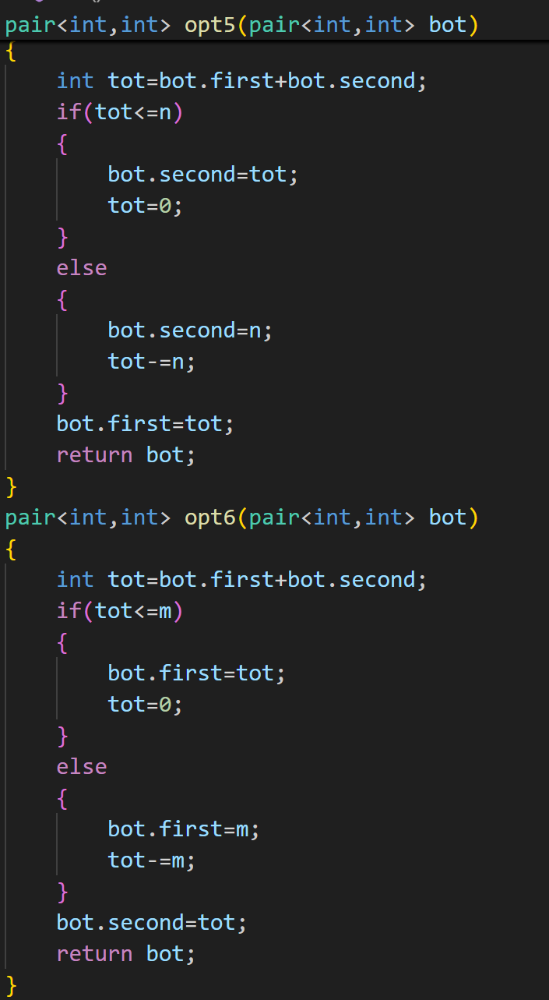 pair<int,int> opt5(pair<int,int> bot)
{
    int tot=bot.first+bot.second;
    if(tot<=n)
    {
        bot.second=tot;
        tot=0;
    }
    else
    {
        bot.second=n;
        tot-=n;
    }
    bot.first=tot;
    return bot;
}
pair<int,int> opt6(pair<int,int> bot)
{
    int tot=bot.first+bot.second;
    if(tot<=m)
    {
        bot.first=tot;
        tot=0;
    }
    else
    {
        bot.first=m;
        tot-=m;
    }
    bot.second=tot;
    return bot;
}